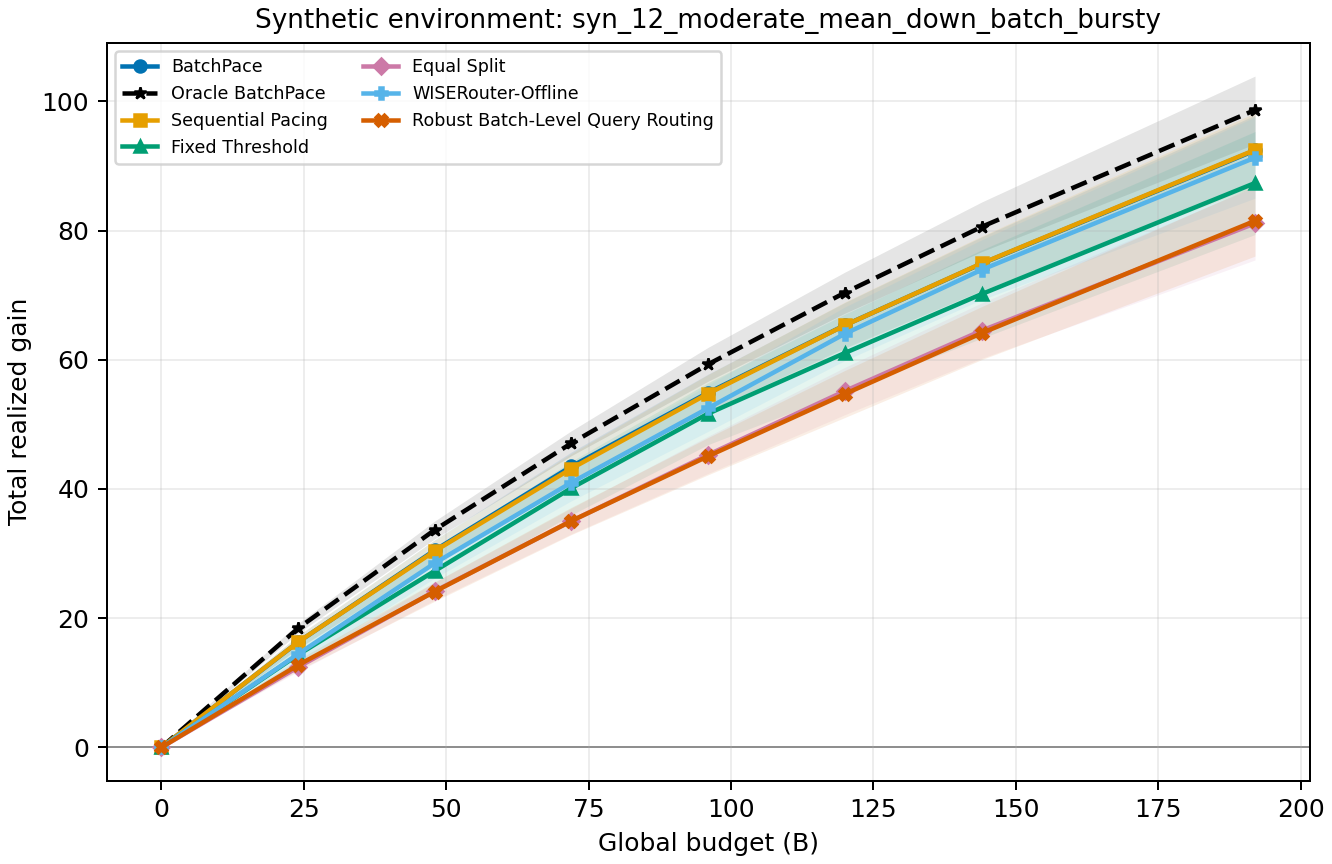 Synthetic environment: syn_12_moderate_mean_down_batch_bursty
BatchPace
Oracle BatchPace
Sequential Pacing
Fixed Threshold
Equal Split
WISERouter-Offline
Robust Batch-Level Query Routing
Total realized gain
100
80
60
40
20
0
0 25 50 75 100 125 150 175 200
Global budget (B)